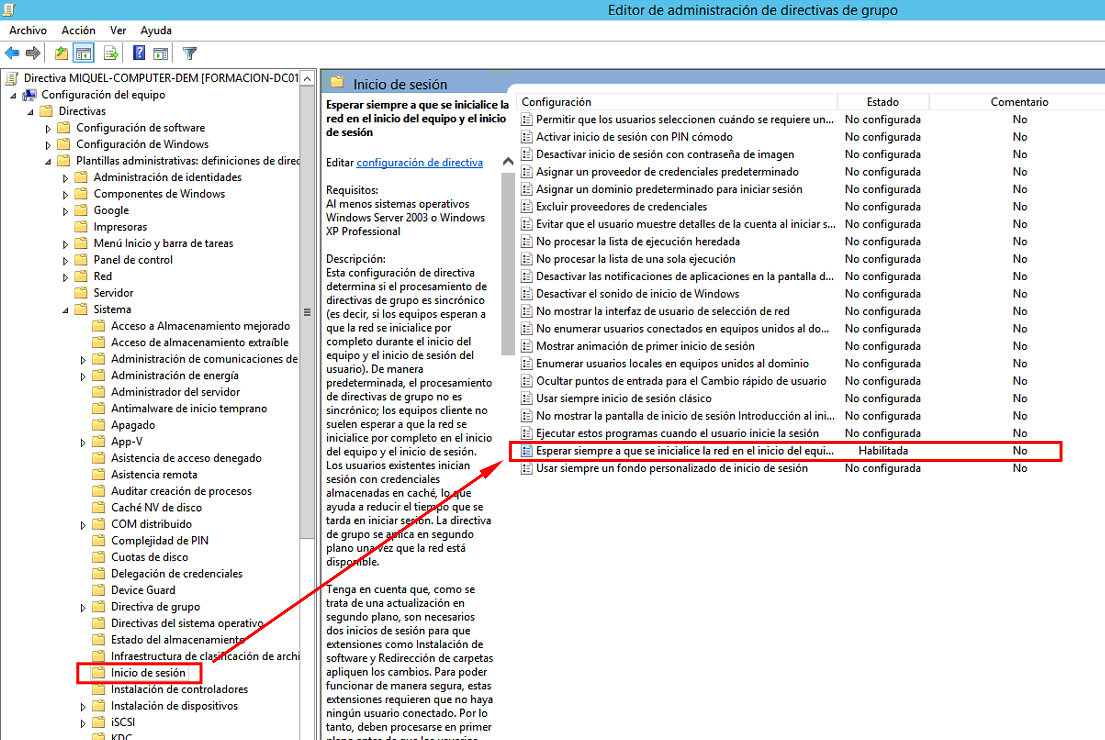 Editor de administración de directivas de grupo
Archivo Acción Ver Ayuda
Directiva MIQUEL-COMPUTER-DEM [FORMACION-DC01
Configuración del equipo
Directivas
Configuración de software
Configuración de Windows
Plantillas administrativas: definiciones de direc
Administración de identidades
Componentes de Windows
Google
Impresoras
Menú Inicio y barra de tareas
Panel de control
Red
Servidor
Sistema
Acceso a Almacenamiento mejorado
Acceso de almacenamiento extraíble
Administración de comunicaciones de
Administración de energía
Administrador del servidor
Antimalware de inicio temprano
Apagado
App-V
Asistencia de acceso denegado
Asistencia remota
Auditar creación de procesos
Caché NV de disco
COM distribuido
Complejidad de PIN
Cuotas de disco
Delegación de credenciales
Device Guard
Directiva de grupo
Directivas del sistema operativo
Estado del almacenamiento
Infraestructura de clasificación de archi
Inicio de sesión
Instalación de controladores
Instalación de dispositivos
iSCSI
KDC
Inicio de sesión
Esperar siempre a que se inicialice la
red en el inicio del equipo y el inicio
de sesión
Editar configuración de directiva
Requisitos:
Al menos sistemas operativos
Windows Server 2003 o Windows
XP Professional
Descripción:
Esta configuración de directiva
determina si el procesamiento de
directivas de grupo es sincrónico
(es decir, si los equipos esperan a
que la red se inicialice por
completo durante el inicio del
equipo y el inicio de sesión del
usuario). De manera
predeterminada, el procesamiento
de directivas de grupo no es
sincrónico; los equipos cliente no
suelen esperar a que la red se
inicialice por completo en el inicio
del equipo y el inicio de sesión.
Los usuarios existentes inician
sesión con credenciales
almacenadas en caché, lo que
ayuda a reducir el tiempo que se
tarda en iniciar sesión. La directiva
de grupo se aplica en segundo
plano una vez que la red está
disponible.
Tenga en cuenta que, como se
trata de una actualización en
segundo plano, son necesarios
dos inicios de sesión para que
extensiones como Instalación de
software y Redirección de carpetas
apliquen los cambios. Para poder
funcionar de manera segura, estas
extensiones requieren que no haya
ningún usuario conectado. Por lo
tanto, deben procesarse en primer
plano antes de que los usuarios
Configuración Estado Comentario
Permitir que los usuarios seleccionen cuándo se requiere un... No configurada No
Activar inicio de sesión con PIN cómodo No configurada No
Desactivar inicio de sesión con contraseña de imagen No configurada No
Asignar un proveedor de credenciales predeterminado No configurada No
Asignar un dominio predeterminado para iniciar sesión No configurada No
Excluir proveedores de credenciales No configurada No
Evitar que el usuario muestre detalles de la cuenta al iniciar s... No configurada No
No procesar la lista de ejecución heredada No configurada No
No procesar la lista de una sola ejecución No configurada No
Desactivar las notificaciones de aplicaciones en la pantalla d... No configurada No
Desactivar el sonido de inicio de Windows No configurada No
No mostrar la interfaz de usuario de selección de red No configurada No
No enumerar usuarios conectados en equipos unidos al do... No configurada No
Mostrar animación de primer inicio de sesión No configurada No
Enumerar usuarios locales en equipos unidos al dominio No configurada No
Ocultar puntos de entrada para el Cambio rápido de usuario No configurada No
Usar siempre inicio de sesión clásico No configurada No
No mostrar la pantalla de inicio de sesión Introducción al ini... No configurada No
Ejecutar estos programas cuando el usuario inicie la sesión No configurada No
Esperar siempre a que se inicialice la red en el inicio del equi... Habilitada No
Usar siempre un fondo personalizado de inicio de sesión No configurada No